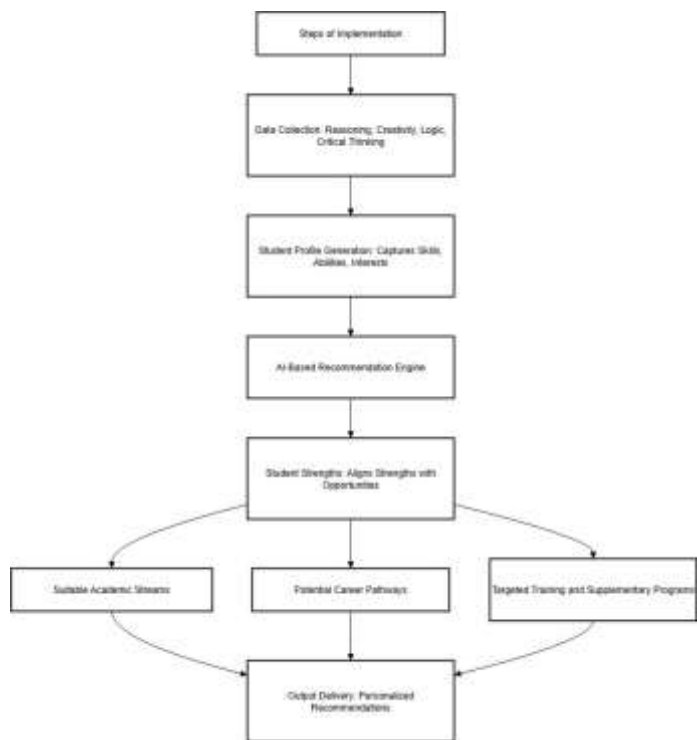 Steps of Implementation
Data Collection: Reasoning, Creativity, Logic,
Critical Thinking
Student Profile Generation: Captures Skills,
Abilities, Interests
AI-Based Recommendation Engine
Student Strengths: Aligns Strengths with
Opportunities
Suitable Academic Streams
Potential Career Pathways
Targeted Training and Supplementary Programs
Output Delivery: Personalized
Recommendations